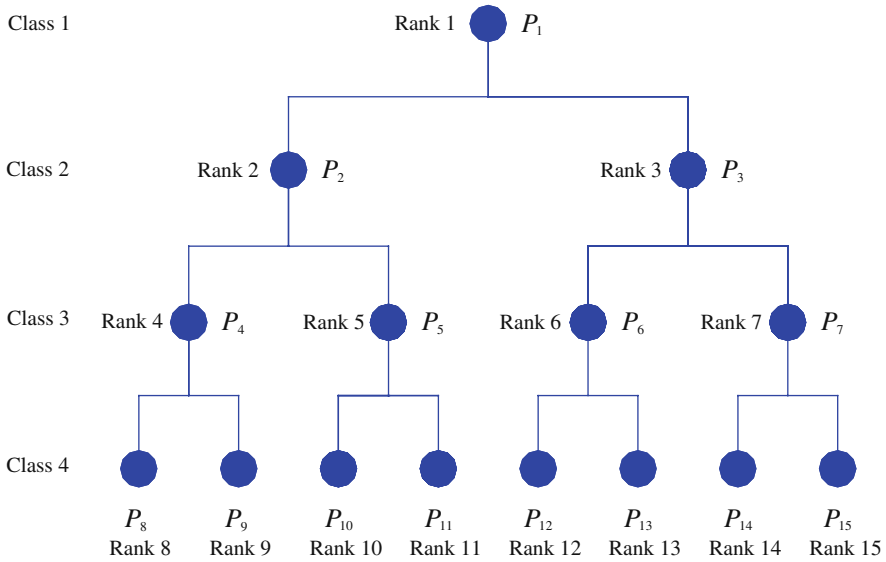 Class 1 Rank 1 P₁
Class 2 Rank 2 P₂ Rank 3 P₃
Class 3 Rank 4 P₄ Rank 5 P₅ Rank 6 P₆ Rank 7 P₇
Class 4
P₈ P₉ P₁₀ P₁₁ P₁₂ P₁₃ P₁₄ P₁₅
Rank 8 Rank 9 Rank 10 Rank 11 Rank 12 Rank 13 Rank 14 Rank 15